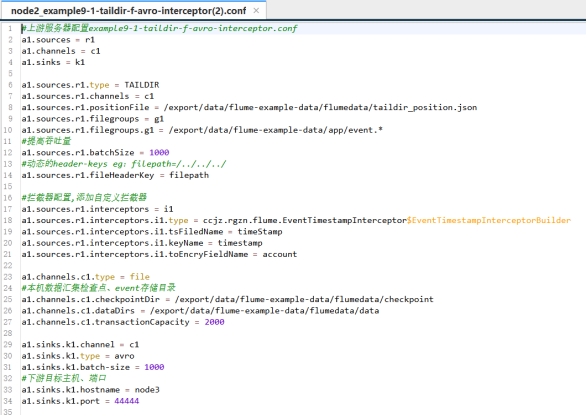 node2_example9-1-taildir-f-avro-interceptor(2).conf
1 #上游服务器配置example9-1-taildir-f-avro-interceptor.conf
2 a1.sources = r1
3 a1.channels = c1
4 a1.sinks = k1
5
6 a1.sources.r1.type = TAILDIR
7 a1.sources.r1.channels = c1
8 a1.sources.r1.positionFile = /export/data/flume-example-data/flumedata/taildir_position.json
9 a1.sources.r1.filegroups = g1
10 a1.sources.r1.filegroups.g1 = /export/data/flume-example-data/app/event.*
11 #提高吞吐量
12 a1.sources.r1.batchSize = 1000
13 #动态的header-keys eg: filepath=/../../../
14 a1.sources.r1.fileHeaderKey = filepath
15
16 #拦截器配置,添加自定义拦截器
17 a1.sources.r1.interceptors = i1
18 a1.sources.r1.interceptors.i1.type = ccjz.rgzn.flume.EventTimestampInterceptor$EventTimestampInterceptorBuilder
19 a1.sources.r1.interceptors.i1.tsFiledName = timeStamp
20 a1.sources.r1.interceptors.i1.keyName = timestamp
21 a1.sources.r1.interceptors.i1.toEncryFieldName = account
22
23 a1.channels.c1.type = file
24 #本机数据汇集检查点、event存储目录
25 a1.channels.c1.checkpointDir = /export/data/flume-example-data/flumedata/checkpoint
26 a1.channels.c1.dataDirs = /export/data/flume-example-data/flumedata/data
27 a1.channels.c1.transactionCapacity = 2000
28
29 a1.sinks.k1.channel = c1
30 a1.sinks.k1.type = avro
31 a1.sinks.k1.batch-size = 1000
32 #下游目标主机、端口
33 a1.sinks.k1.hostname = node3
34 a1.sinks.k1.port = 44444
35